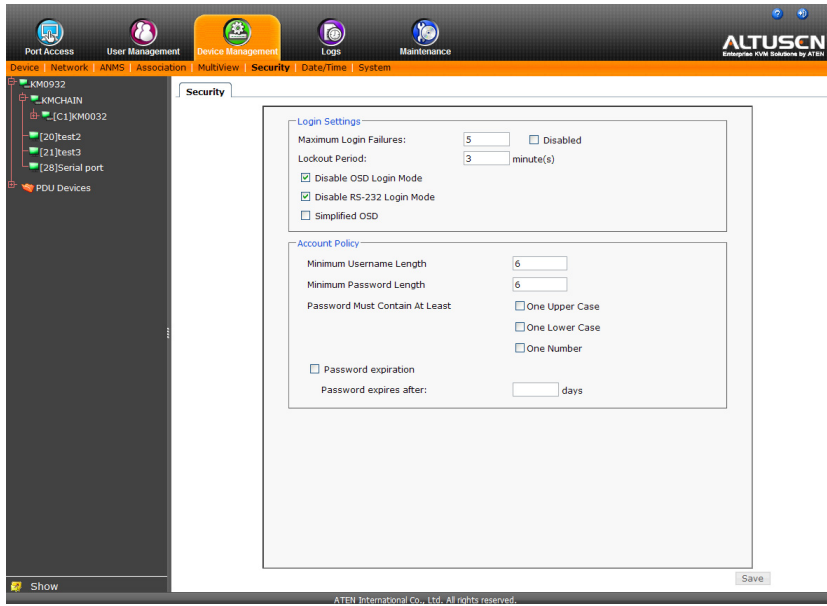 Port Access User Management Device Management Logs Maintenance
ALTUSEN
Enterprise KVM Solutions by ATEN
Device | Network | ANMS | Association | MultiView | Security | Date/Time | System
KM0932
KMCHAIN
[C1]KM0032
[20]test2
[21]test3
[28]Serial port
PDU Devices
Show
Security
Login Settings
Maximum Login Failures: 5 Disabled
Lockout Period: 3 minute(s)
Disable OSD Login Mode
Disable RS-232 Login Mode
Simplified OSD
Account Policy
Minimum Username Length 6
Minimum Password Length 6
Password Must Contain At Least One Upper Case
One Lower Case
One Number
Password expiration
Password expires after: days
Save
ATEN International Co., Ltd. All rights reserved.